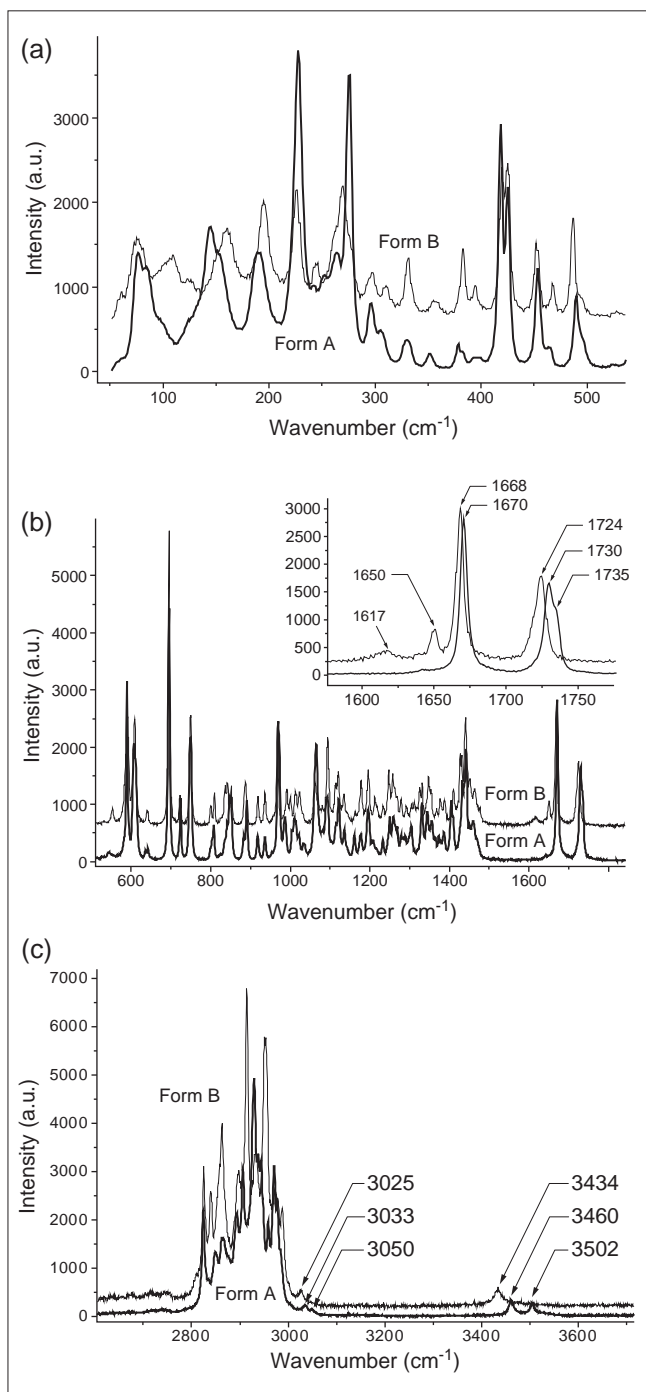 (a)
3000
2000
1000
0
Intensity (a.u.)
Form B
Form A
100 200 300 400 500
Wavenumber (cm-1)
(b)
5000
4000
3000
2000
1000
0
Intensity (a.u.)
3000
2500
2000
1500
1000
500
0
1668
1670
1724
1730
1735
1650
1617
1600 1650 1700 1750
Form B
Form A
600 800 1000 1200 1400 1600
Wavenumber (cm-1)
(c)
7000
6000
5000
4000
3000
2000
1000
0
Intensity (a.u.)
Form B
Form A
3025
3033
3050
3434
3460
3502
2800 3000 3200 3400 3600
Wavenumber (cm-1)